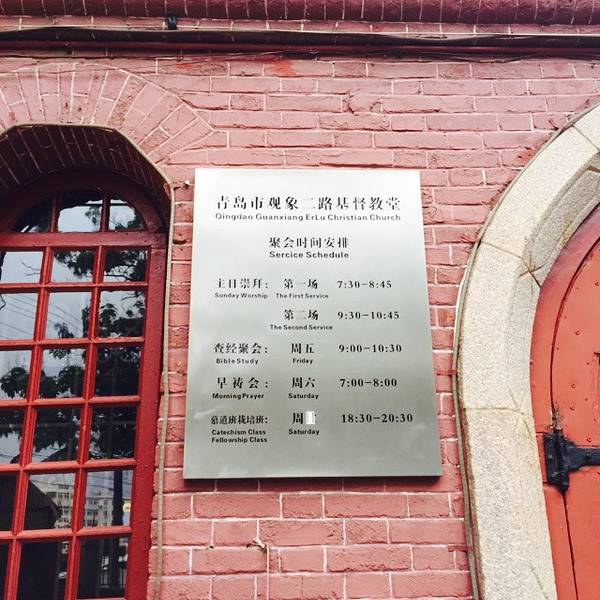 青岛市观象二路基督教堂
Qingdao Guanxiang ErLu Christian Church
聚会时间安排
Sercice Schedule
主日崇拜: 第一场 7:30-8:45
Sunday Worship The First Service
第二场 9:30-10:45
The Second Service
查经聚会: 周五 9:00-10:30
Bible Study Friday
早祷会: 周六 7:00-8:00
Morning Prayer Saturday
慕道班栽培班: 周 18:30-20:30
Catechism Class Saturday
Fellowship Class